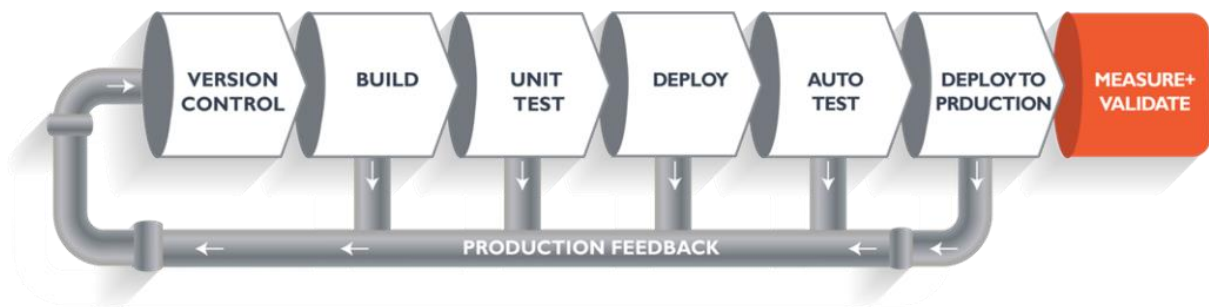 VERSION
CONTROL
BUILD
UNIT
TEST
DEPLOY
AUTO
TEST
DEPLOY TO
PRDUCTION
MEASURE+
VALIDATE
PRODUCTION FEEDBACK